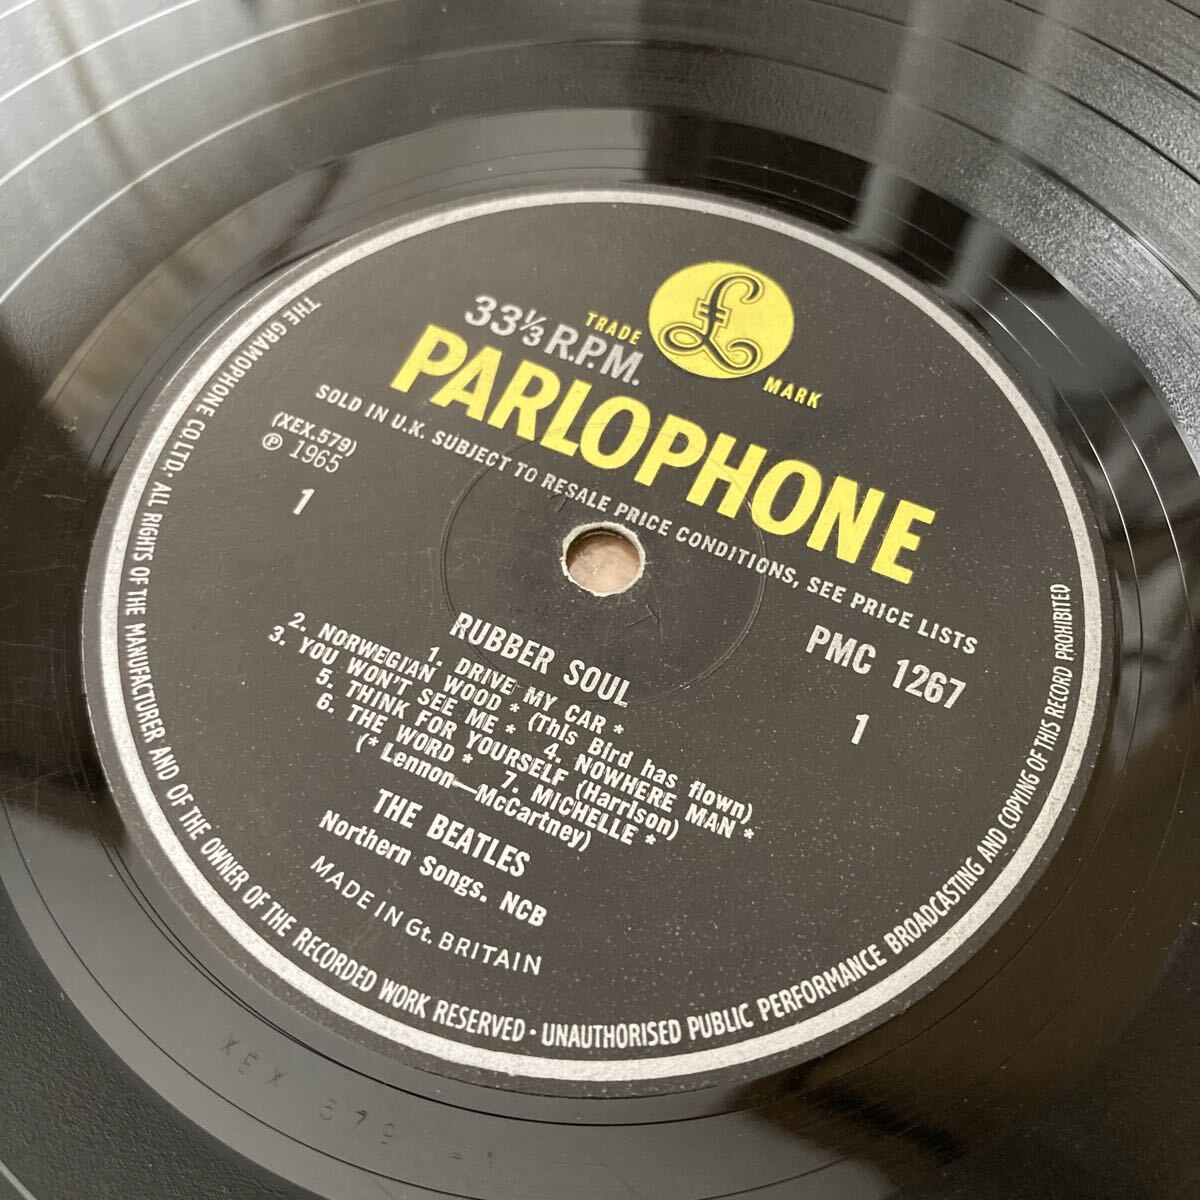 THE GRAMOPHONE CO LTD. ALL RIGHTS OF THE MANUFACTURER AND OF THE OWNER OF THE RECORDED WORK RESERVED · UNAUTHORISED PUBLIC PERFORMANCE BROADCASTING AND COPYING OF THIS RECORD PROHIBITED
33⅓ R.P.M.
TRADE £ MARK
PARLOPHONE
SOLD IN U.K. SUBJECT TO RESALE PRICE CONDITIONS, SEE PRICE LISTS
(XEX.579)
℗ 1965
1
PMC 1267
1
RUBBER SOUL
1. DRIVE MY CAR *
2. NORWEGIAN WOOD * (This Bird has flown)
3. YOU WON'T SEE ME * 4. NOWHERE MAN *
5. THINK FOR YOURSELF (Harrison)
6. THE WORD * 7. MICHELLE *
(* Lennon—McCartney)
THE BEATLES
Northern Songs. NCB
MADE IN Gt. BRITAIN
XEX 579 -1